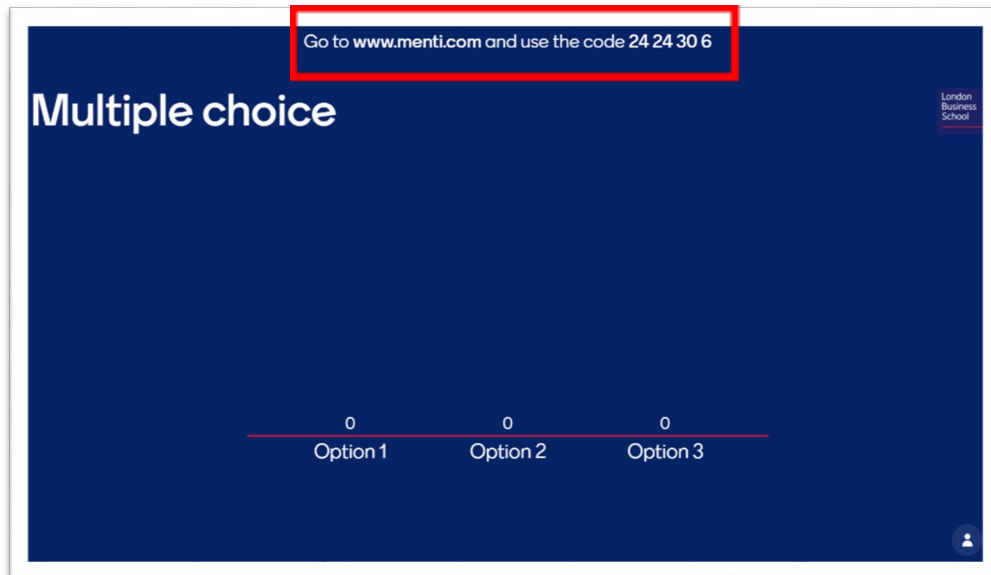 Go to www.menti.com and use the code 24 24 30 6
Multiple choice
London
Business
School
0 0 0
Option 1 Option 2 Option 3